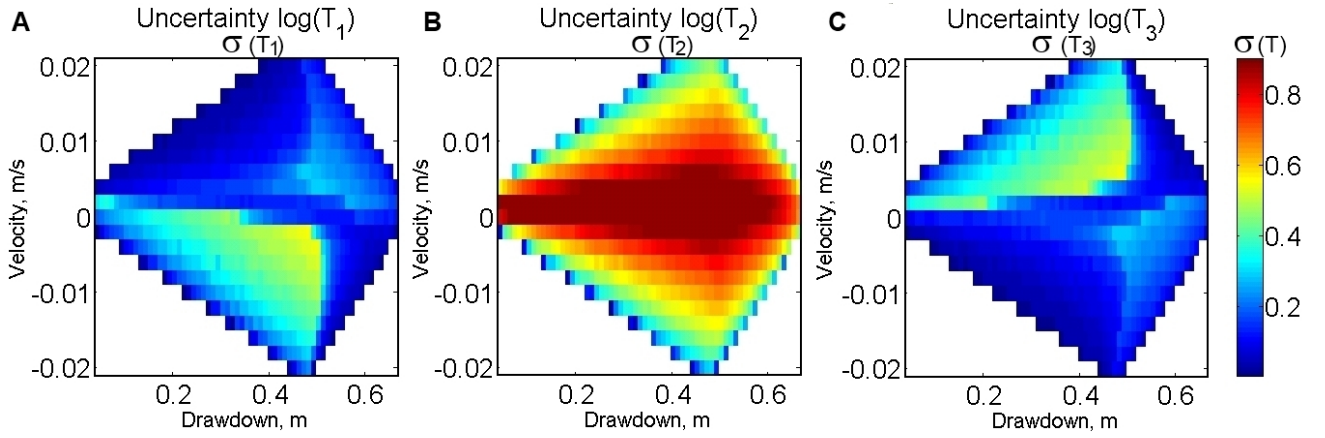 A
Uncertainty log(T1)
σ (T1)
B
Uncertainty log(T2)
σ (T2)
C
Uncertainty log(T3)
σ (T3)
σ(T)
Velocity, m/s
0.02
0.01
0
-0.01
-0.02
0.2 0.4 0.6
Drawdown, m
Velocity, m/s
0.02
0.01
0
-0.01
-0.02
0.2 0.4 0.6
Drawdown, m
Velocity, m/s
0.02
0.01
0
-0.01
-0.02
0.2 0.4 0.6
Drawdown, m
0.8
0.6
0.4
0.2